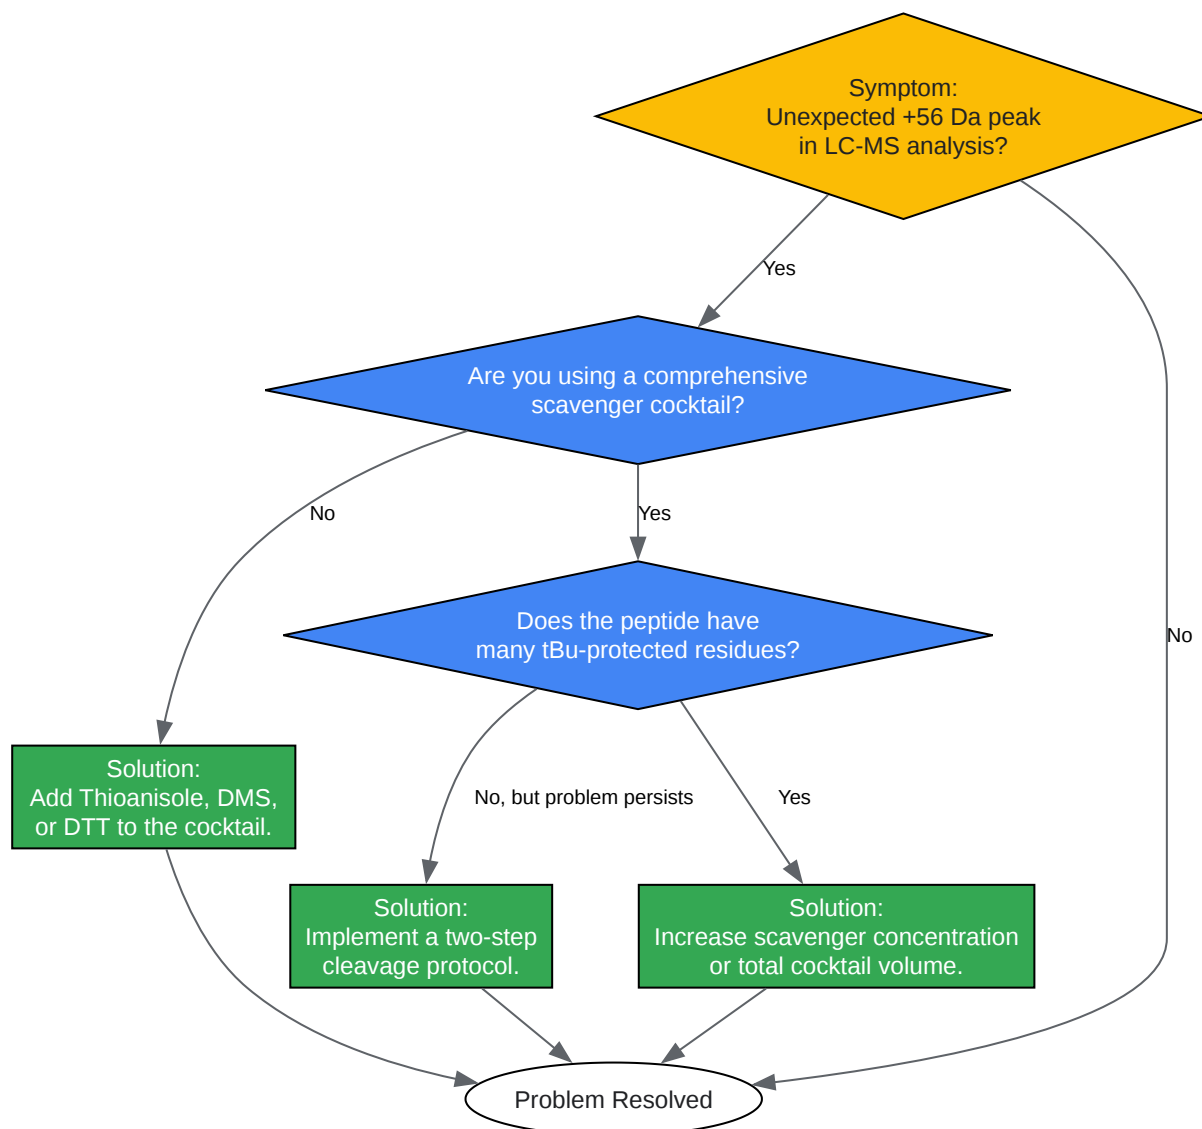 Symptom:
Unexpected +56 Da peak
in LC-MS analysis?
Yes
Are you using a comprehensive
scavenger cocktail?
No
Yes
Does the peptide have
many tBu-protected residues?
No
Solution:
Add Thioanisole, DMS,
or DTT to the cocktail.
No, but problem persists
Yes
Solution:
Implement a two-step
cleavage protocol.
Solution:
Increase scavenger concentration
or total cocktail volume.
Problem Resolved